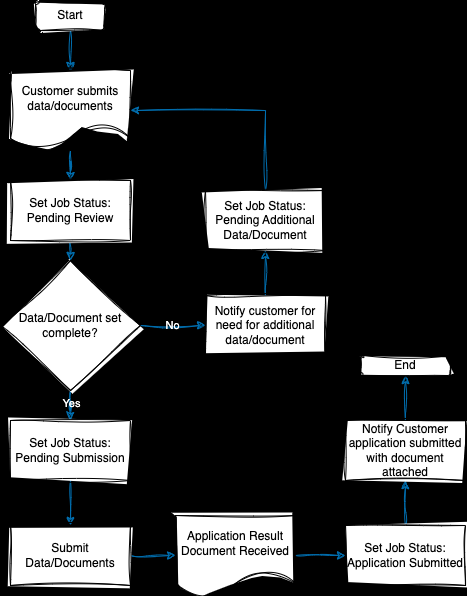 Start
Customer submits
data/documents
Set Job Status:
Pending Review
Set Job Status:
Pending Additional
Data/Document
Data/Document set
complete?
No
Notify customer for
need for additional
data/document
Yes
Set Job Status:
Pending Submission
Submit
Data/Documents
Application Result
Document Received
Set Job Status:
Application Submitted
Notify Customer
application submitted
with document
attached
End